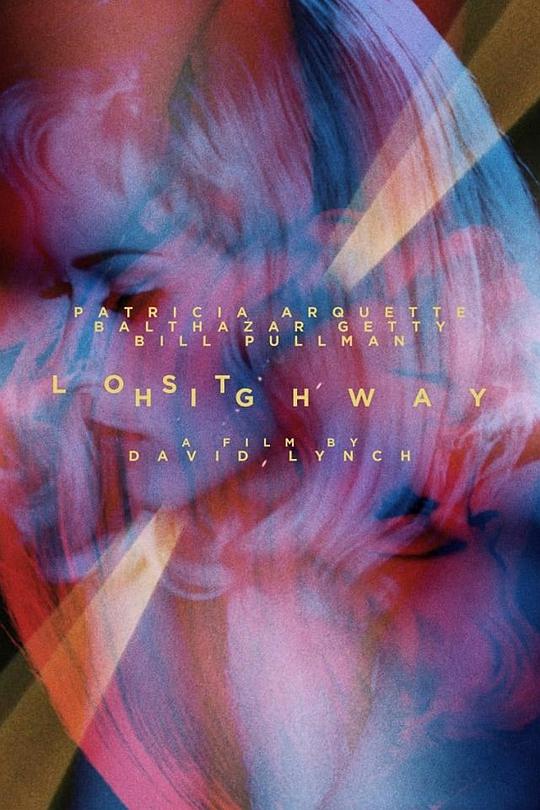 PATRICIA ARQUETTE
BALTHAZAR GETTY
BILL PULLMAN
LOST
HIGHWAY
A FILM BY
DAVID LYNCH